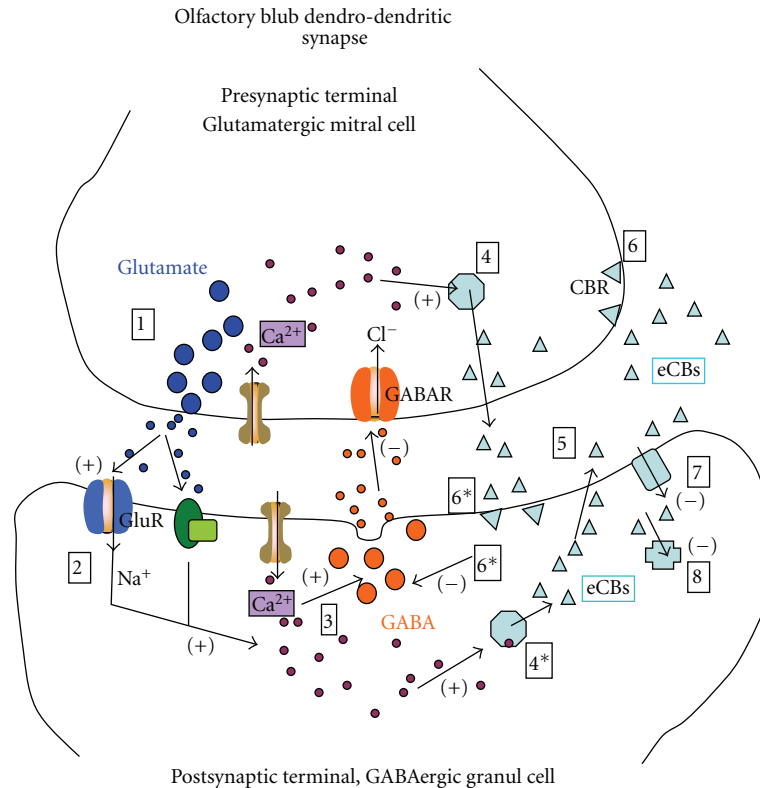 Olfactory blub dendro-dendritic
synapse
Presynaptic terminal
Glutamatergic mitral cell
6
4
Glutamate
CBR
(+)
1
Ca²⁺
Cl⁻
eCBs
GABAR
5
(−)
7
(+)
6*
(−)
GluR
(−)
2
Na⁺
(+)
6*
8
(−)
Ca²⁺
eCBs
3
GABA
(+)
4*
(+)
Postsynaptic terminal, GABAergic granul cell